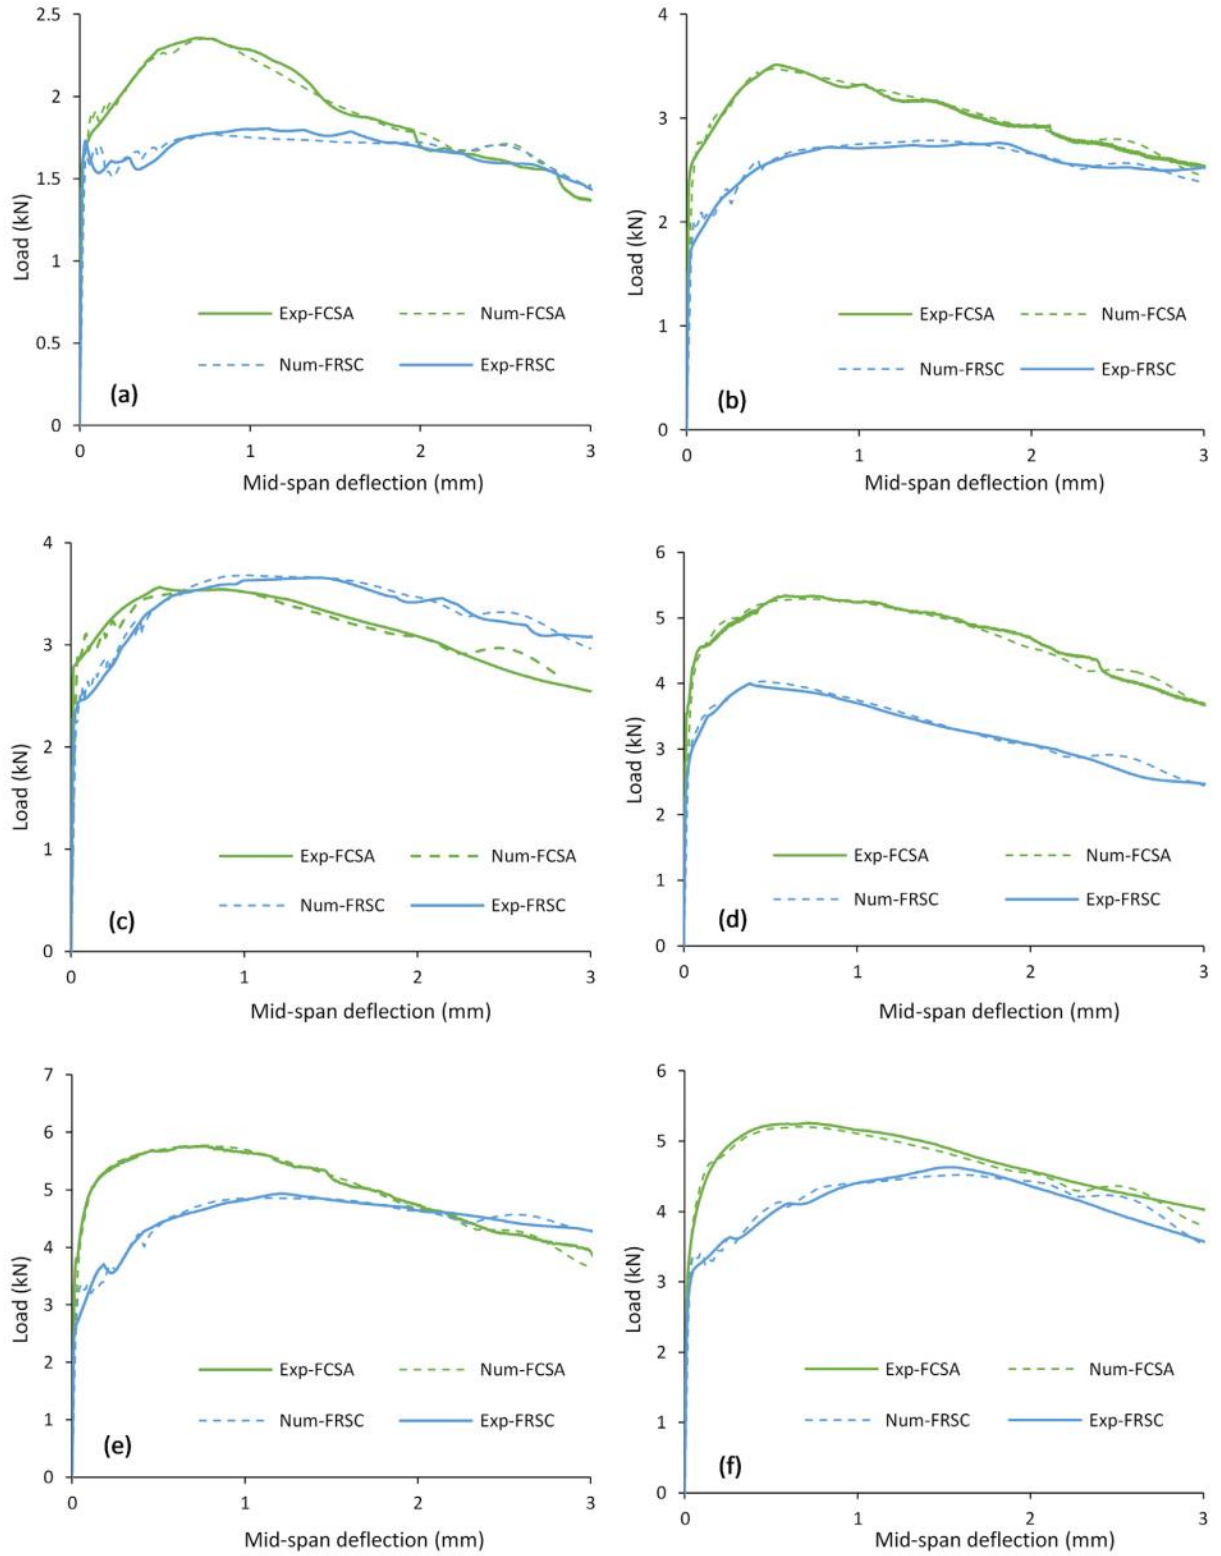 2.5
2
1.5
1
0.5
0
Load (kN)
Exp-FCSA Num-FCSA
Num-FRSC Exp-FRSC
(a)
0 1 2 3
Mid-span deflection (mm)
4
3
2
1
0
Load (kN)
Exp-FCSA Num-FCSA
Num-FRSC Exp-FRSC
(b)
0 1 2 3
Mid-span deflection (mm)
4
3
2
1
0
Load (kN)
Exp-FCSA Num-FCSA
Num-FRSC Exp-FRSC
(c)
0 1 2 3
Mid-span deflection (mm)
6
5
4
3
2
1
0
Load (kN)
Exp-FCSA Num-FCSA
Num-FRSC Exp-FRSC
(d)
0 1 2 3
Mid-span deflection (mm)
7
6
5
4
3
2
1
0
Load (kN)
Exp-FCSA Num-FCSA
Num-FRSC Exp-FRSC
(e)
0 1 2 3
Mid-span deflection (mm)
6
5
4
3
2
1
0
Load (kN)
Exp-FCSA Num-FCSA
Num-FRSC Exp-FRSC
(f)
0 1 2 3
Mid-span deflection (mm)